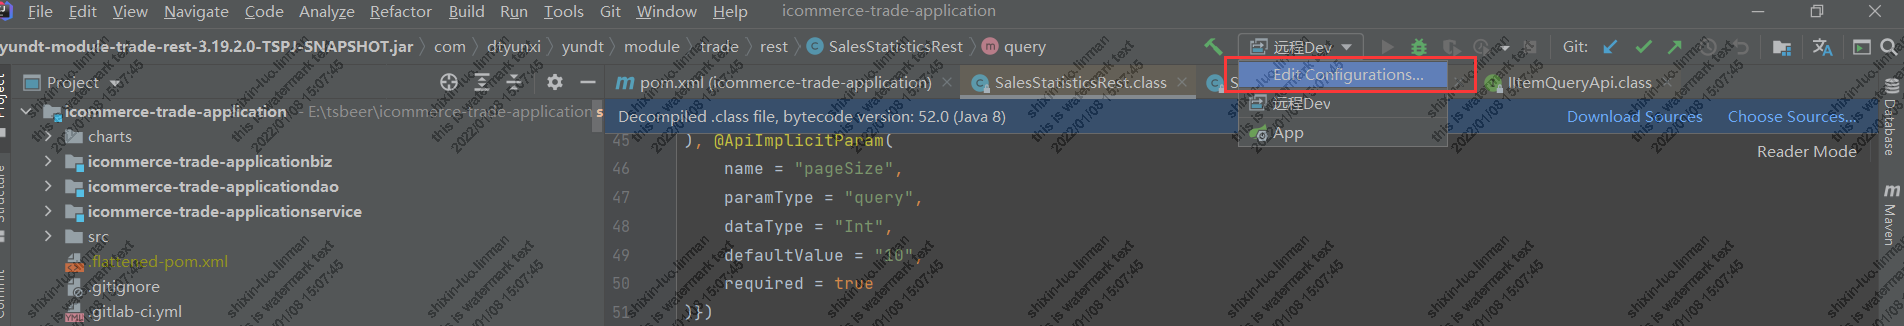 File Edit View Navigate Code Analyze Refactor Build Run Tools Git Window Help icommerce-trade-application
yundt-module-trade-rest-3.19.2.0-TSPJ-SNAPSHOT.jar com dtyunxi yundt module trade rest SalesStatisticsRest query 远程Dev Git:
Project pom.xml (icommerce-trade-application) SalesStatisticsRest.class S Edit Configurations... IItemQueryApi.class
icommerce-trade-application - E:\tsbeer\icommerce-trade-application s
Decompiled .class file, bytecode version: 52.0 (Java 8) 远程Dev Download Sources Choose Sources...
App
charts
45 ), @ApiImplicitParam(
Reader Mode
icommerce-trade-applicationbiz
46 name = "pageSize",
icommerce-trade-applicationdao
47 paramType = "query",
icommerce-trade-applicationservice
48 dataType = "Int",
src
49 defaultValue = "10",
.flattened-pom.xml
50 required = true
.gitignore
51 )})
.gitlab-ci.yml
Project
Structure
Commit
Database
Maven
shixin-luo.linman
this is watermark text
2022/01/08 15:07:45